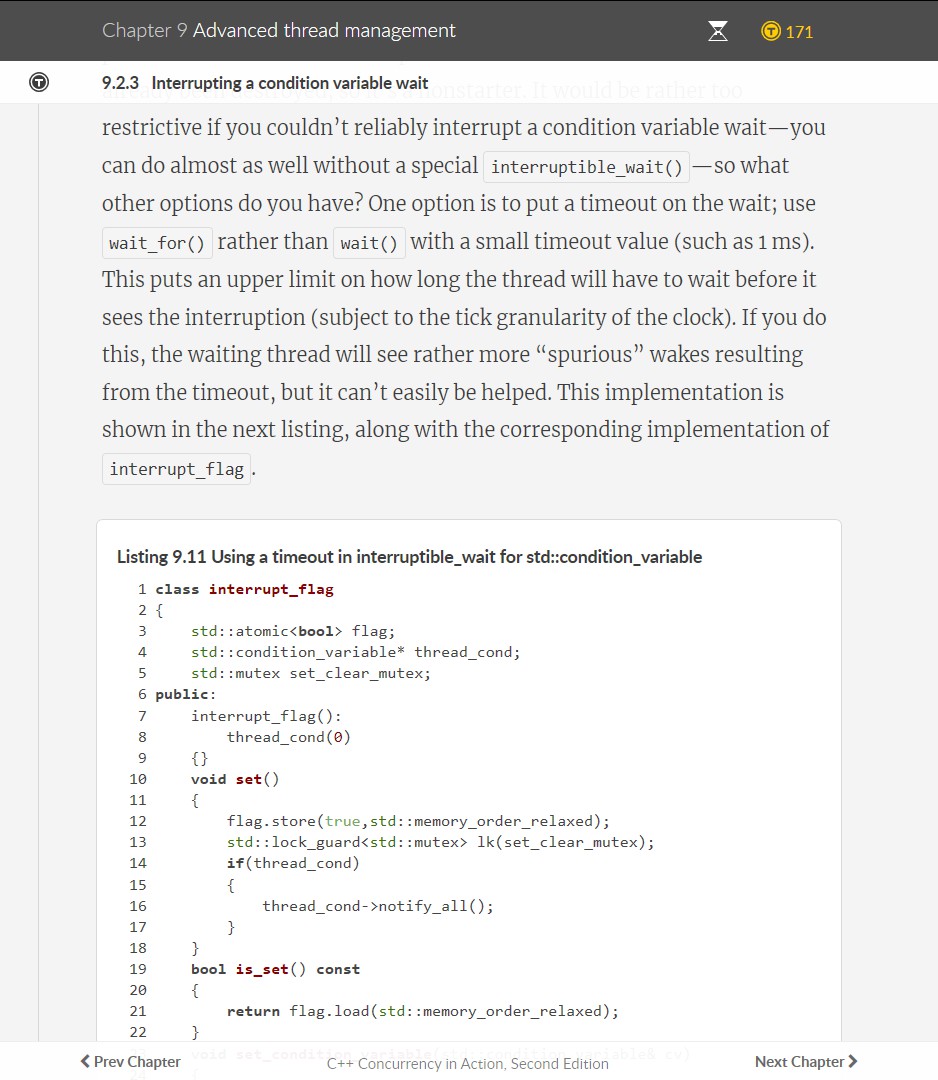 Chapter 9 Advanced thread management
171
9.2.3 Interrupting a condition variable wait
nonstarter. It would be rather too
restrictive if you couldn’t reliably interrupt a condition variable wait—you
can do almost as well without a special interruptible_wait() —so what
other options do you have? One option is to put a timeout on the wait; use
wait_for() rather than wait() with a small timeout value (such as 1 ms).
This puts an upper limit on how long the thread will have to wait before it
sees the interruption (subject to the tick granularity of the clock). If you do
this, the waiting thread will see rather more “spurious” wakes resulting
from the timeout, but it can’t easily be helped. This implementation is
shown in the next listing, along with the corresponding implementation of
interrupt_flag .
Listing 9.11 Using a timeout in interruptible_wait for std::condition_variable
1 class interrupt_flag
2 {
3     std::atomic<bool> flag;
4     std::condition_variable* thread_cond;
5     std::mutex set_clear_mutex;
6 public:
7     interrupt_flag():
8         thread_cond(0)
9     {}
10     void set()
11     {
12         flag.store(true,std::memory_order_relaxed);
13         std::lock_guard<std::mutex> lk(set_clear_mutex);
14         if(thread_cond)
15         {
16             thread_cond->notify_all();
17         }
18     }
19     bool is_set() const
20     {
21         return flag.load(std::memory_order_relaxed);
22     }
void set_condition_variable(std::condition_variable& cv)
Prev Chapter
C++ Concurrency in Action, Second Edition
Next Chapter